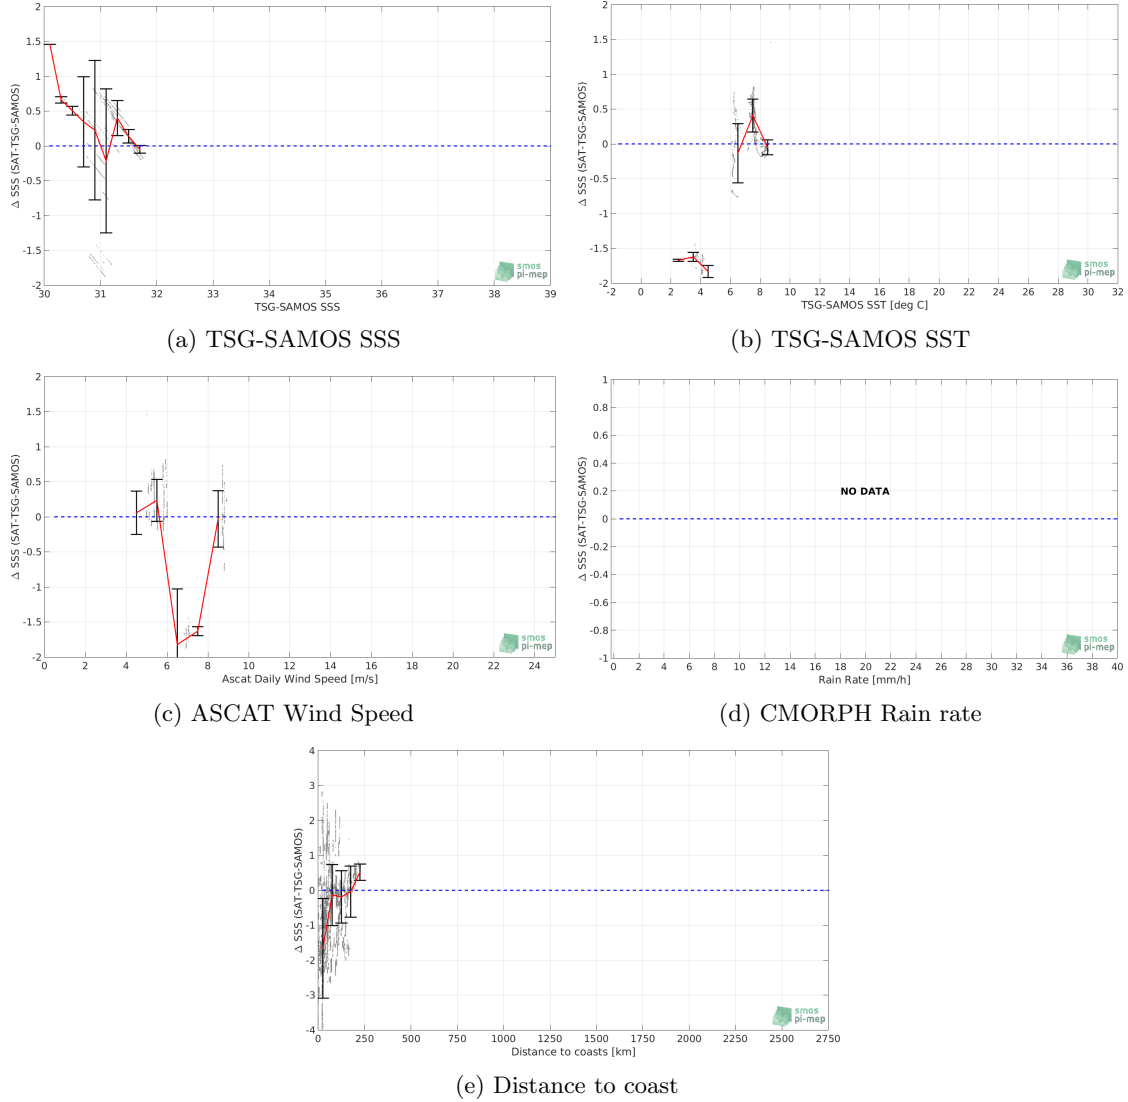 2
1.5
1
0.5
0
-0.5
-1
-1.5
-2
Δ SSS (SAT-TSG-SAMOS)
30 31 32 33 34 35 36 37 38 39
TSG-SAMOS SSS
smos
pi-mep
(a) TSG-SAMOS SSS
2
1.5
1
0.5
0
-0.5
-1
-1.5
-2
Δ SSS (SAT-TSG-SAMOS)
-2 0 2 4 6 8 10 12 14 16 18 20 22 24 26 28 30 32
TSG-SAMOS SST [deg C]
smos
pi-mep
(b) TSG-SAMOS SST
2
1.5
1
0.5
0
-0.5
-1
-1.5
-2
Δ SSS (SAT-TSG-SAMOS)
0 2 4 6 8 10 12 14 16 18 20 22 24
Ascat Daily Wind Speed [m/s]
smos
pi-mep
(c) ASCAT Wind Speed
1
0.8
0.6
0.4
0.2
0
-0.2
-0.4
-0.6
-0.8
-1
Δ SSS (SAT-TSG-SAMOS)
NO DATA
0 2 4 6 8 10 12 14 16 18 20 22 24 26 28 30 32 34 36 38 40
Rain Rate [mm/h]
smos
pi-mep
(d) CMORPH Rain rate
4
3
2
1
0
-1
-2
-3
-4
Δ SSS (SAT-TSG-SAMOS)
0 250 500 750 1000 1250 1500 1750 2000 2250 2500 2750
Distance to coasts [km]
smos
pi-mep
(e) Distance to coast